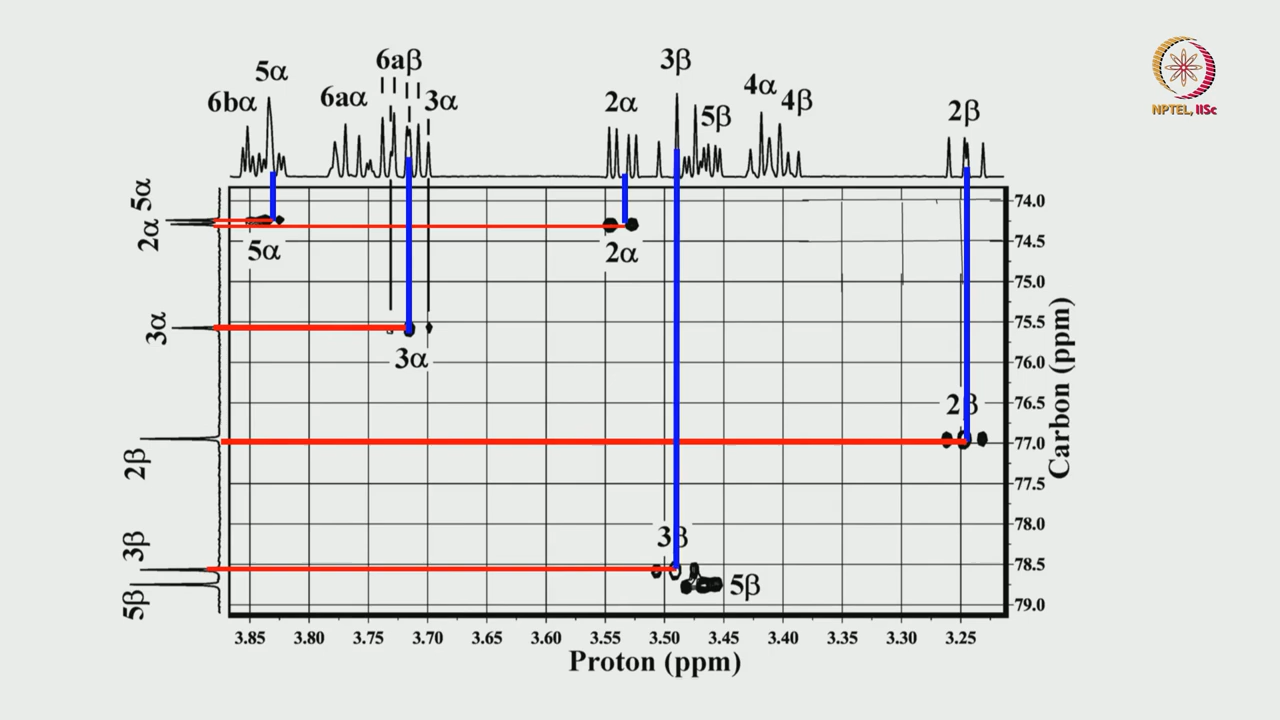 6bα 5α 6aα 6aβ 3α 2α 3β 5β 4α 4β 2β
NPTEL, IISc
5α
2α
3α
2β
3β
5β
5α
2α
3α
2β
3β
5β
74.0
74.5
75.0
75.5
76.0
76.5
77.0
77.5
78.0
78.5
79.0
Carbon (ppm)
3.85 3.80 3.75 3.70 3.65 3.60 3.55 3.50 3.45 3.40 3.35 3.30 3.25
Proton (ppm)